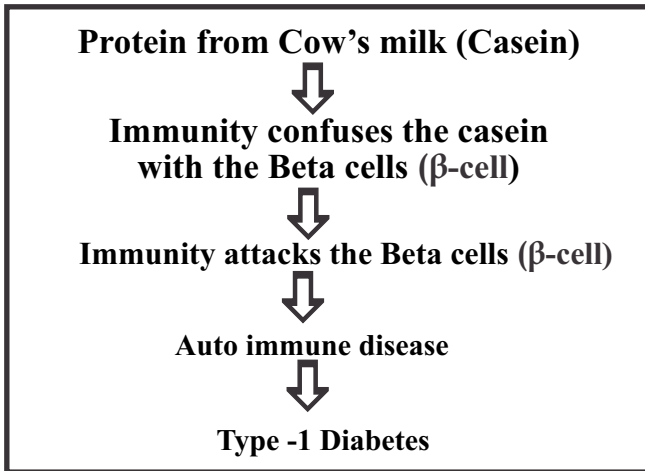 Protein from Cow's milk (Casein)
Immunity confuses the casein
with the Beta cells (β-cell)
Immunity attacks the Beta cells (β-cell)
Auto immune disease
Type -1 Diabetes